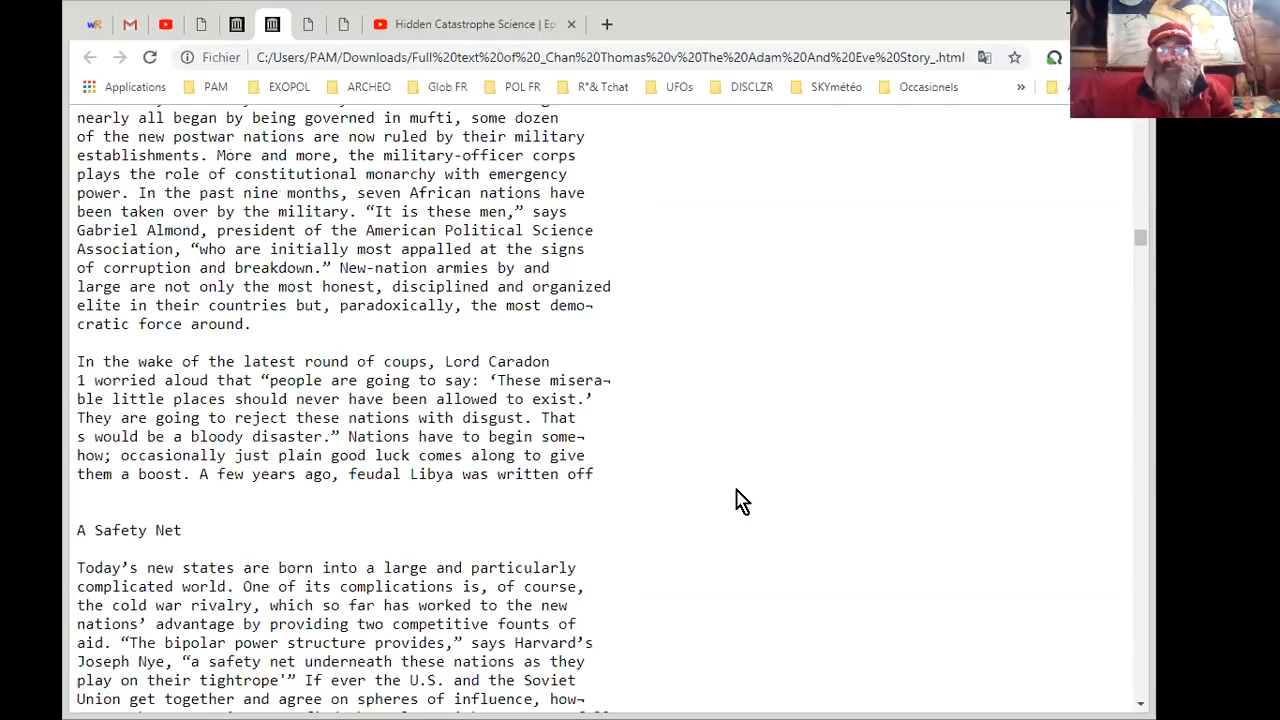 wR
Hidden Catastrophe Science | Ep
Fichier
C:/Users/PAM/Downloads/Full%20text%20of%20_Chan%20Thomas%20v%20The%20Adam%20And%20Eve%20Story_.html
Applications PAM EXOPOL ARCHEO Glob FR POL FR R°& Tchat UFOs DISCLZR SKYmétéo Occasionels »
nearly all began by being governed in mufti, some dozen
of the new postwar nations are now ruled by their military
establishments. More and more, the military-officer corps
plays the role of constitutional monarchy with emergency
power. In the past nine months, seven African nations have
been taken over by the military. “It is these men,” says
Gabriel Almond, president of the American Political Science
Association, “who are initially most appalled at the signs
of corruption and breakdown.” New-nation armies by and
large are not only the most honest, disciplined and organized
elite in their countries but, paradoxically, the most demo¬
cratic force around.
In the wake of the latest round of coups, Lord Caradon
1 worried aloud that “people are going to say: ‘These misera¬
ble little places should never have been allowed to exist.’
They are going to reject these nations with disgust. That
s would be a bloody disaster.” Nations have to begin some¬
how; occasionally just plain good luck comes along to give
them a boost. A few years ago, feudal Libya was written off
A Safety Net
Today’s new states are born into a large and particularly
complicated world. One of its complications is, of course,
the cold war rivalry, which so far has worked to the new
nations’ advantage by providing two competitive founts of
aid. “The bipolar power structure provides,” says Harvard’s
Joseph Nye, “a safety net underneath these nations as they
play on their tightrope'” If ever the U.S. and the Soviet
Union get together and agree on spheres of influence, how¬